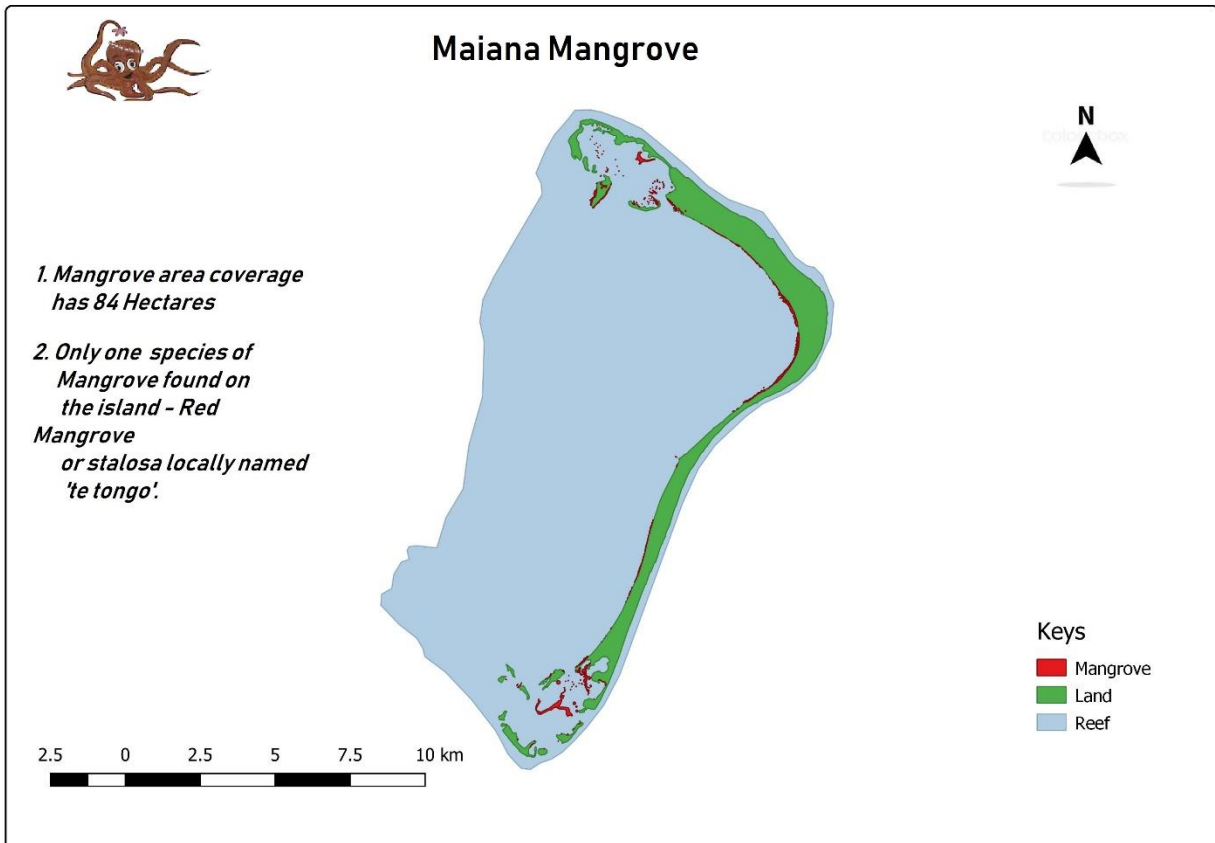 Maiana Mangrove
N
1. Mangrove area coverage
has 84 Hectares
2. Only one species of
Mangrove found on
the island - Red
Mangrove
or stalosa locally named
'te tongo'.
Keys
Mangrove
Land
Reef
2.5 0 2.5 5 7.5 10 km